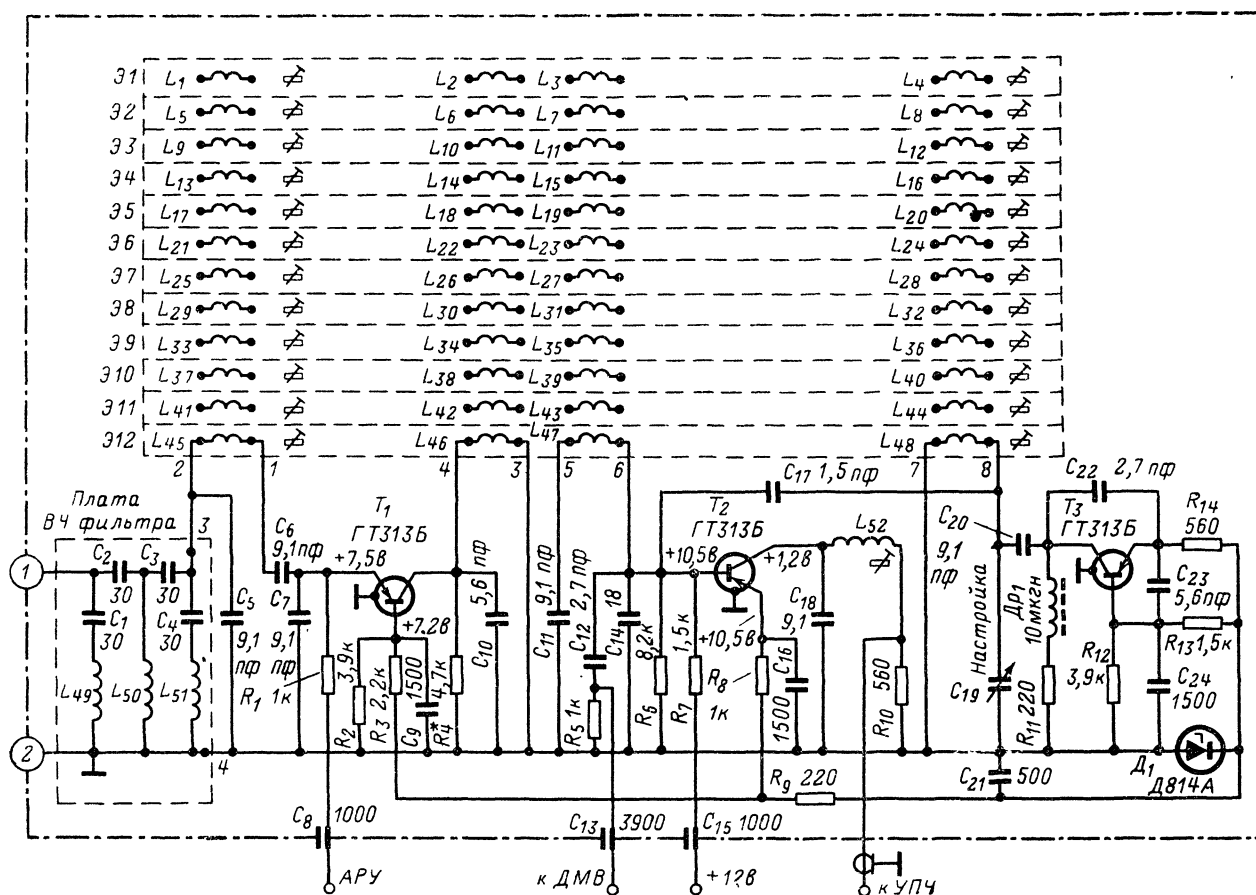 Э1 L1 L2 L3 L4
Э2 L5 L6 L7 L8
Э3 L9 L10 L11 L12
Э4 L13 L14 L15 L16
Э5 L17 L18 L19 L20
Э6 L21 L22 L23 L24
Э7 L25 L26 L27 L28
Э8 L29 L30 L31 L32
Э9 L33 L34 L35 L36
Э10 L37 L38 L39 L40
Э11 L41 L42 L43 L44
Э12 L45 L46 L47 L48
2 1 4 3 5 6 7 8
Плата
ВЧ фильтра
3
1
2
4
C2
30
C3
30
C1
30
C4
30
L49
L50
L51
C5
9,1
пф
C6
9,1 пф
C7
9,1
пф
R1 1к
+7,5в
T1
ГТ313Б
+7.2в
R2 3,9к
R3 2,2к
C9 1500
R4* 4,7к
C10 5,6 пф
C11 9,1 пф
C12 2,7 пф
C14 18
R5 1к
R6 8,2к
R7 1,5к
C17 1,5 пф
T2
ГТ313Б
+10,5в
+1,2в
+10,5в
R8
1к
C16
1500
C18
9,1
L52
R10 560
R9 220
C20
9,1
пф
Настройка
C19
C21 500
Др1
10мкгн
R11 220
C22 2,7 пф
T3
ГТ313Б
R14
560
C23
5,6пф
R13 1,5к
R12
3,9к
C24
1500
Д1
Д814А
C8 1000
C13 3900
C15 1000
АРУ
к ДМВ
+12в
к УПЧ